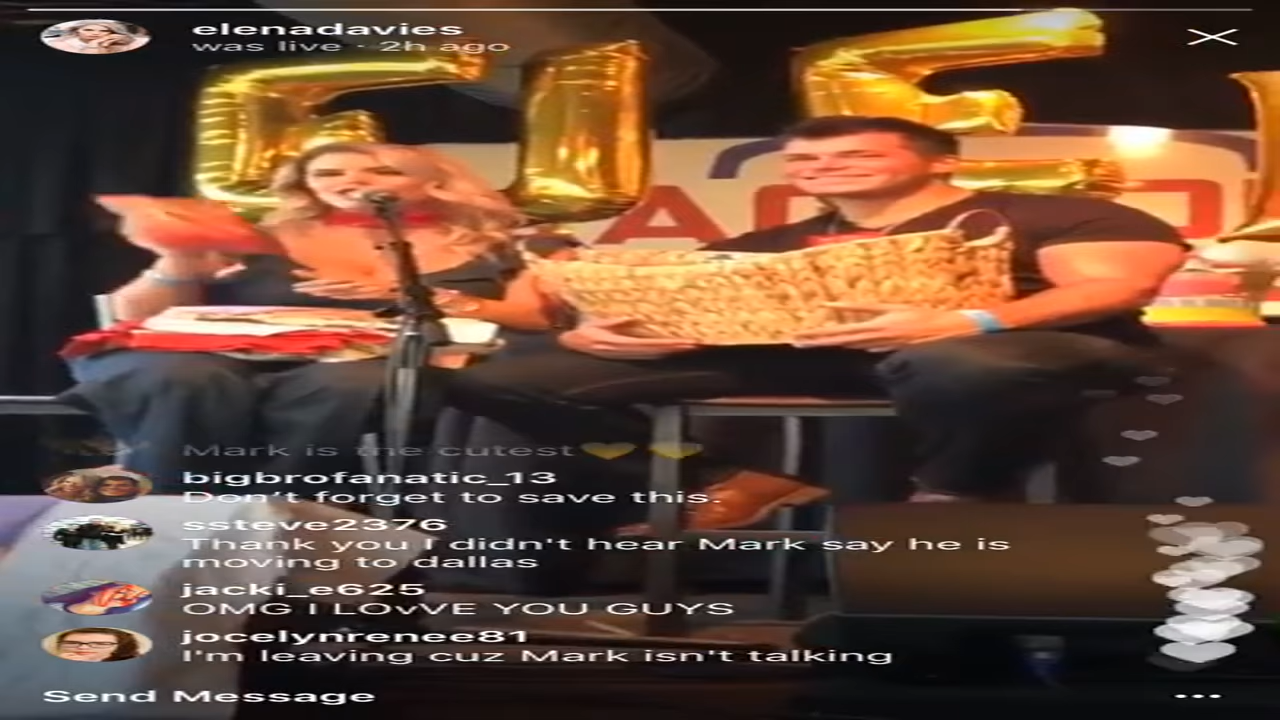 elenadavies
was live · 2h ago
Mark is the cutest💛 💛
bigbrofanatic_13
Don't forget to save this.
ssteve2376
Thank you I didn't hear Mark say he is
moving to dallas
jacki_e625
OMG I LOvVE YOU GUYS
jocelynrenee81
I'm leaving cuz Mark isn't talking
Send Message